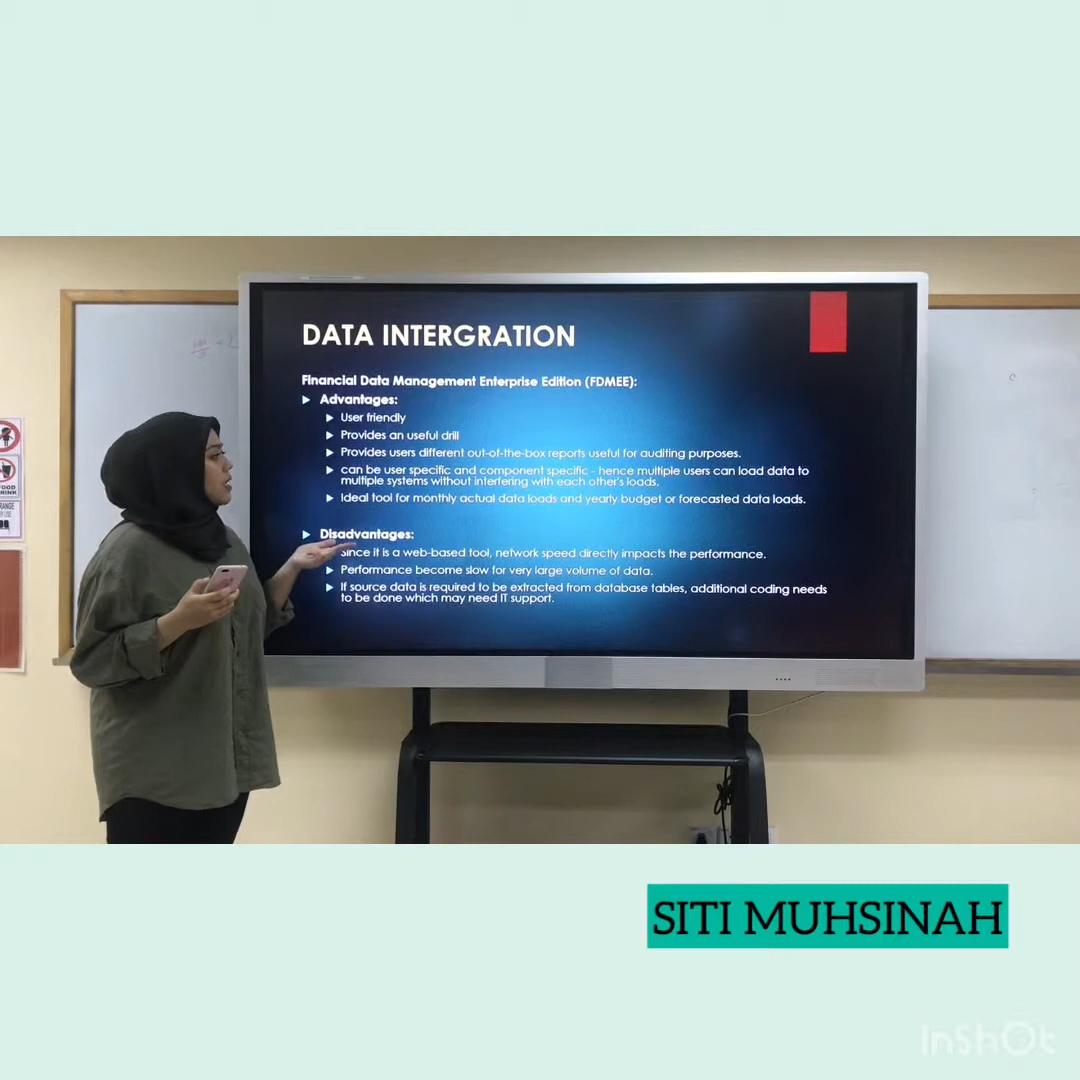 DATA INTERGRATION
Financial Data Management Enterprise Edition (FDMEE):
Advantages:
User friendly
Provides an useful drill
Provides users different out-of-the-box reports useful for auditing purposes.
can be user specific and component specific - hence multiple users can load data to
multiple systems without interfering with each other's loads.
Ideal tool for monthly actual data loads and yearly budget or forecasted data loads.
Disadvantages:
Since it is a web-based tool, network speed directly impacts the performance.
Performance become slow for very large volume of data.
If source data is required to be extracted from database tables, additional coding needs
to be done which may need IT support.
FOOD
DRINK
SITI MUHSINAH
InShOt